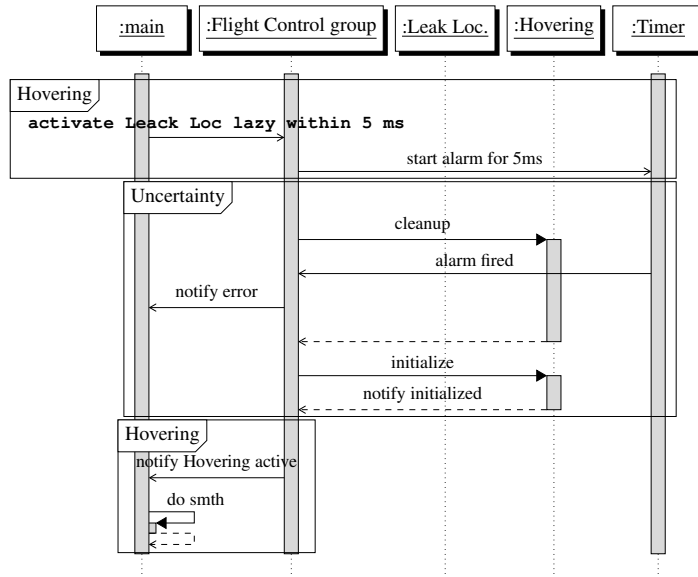 :main
:Flight Control group
:Leak Loc.
:Hovering
:Timer
Hovering
activate Leack Loc lazy within 5 ms
start alarm for 5ms
Uncertainty
cleanup
alarm fired
notify error
initialize
notify initialized
Hovering
notify Hovering active
do smth